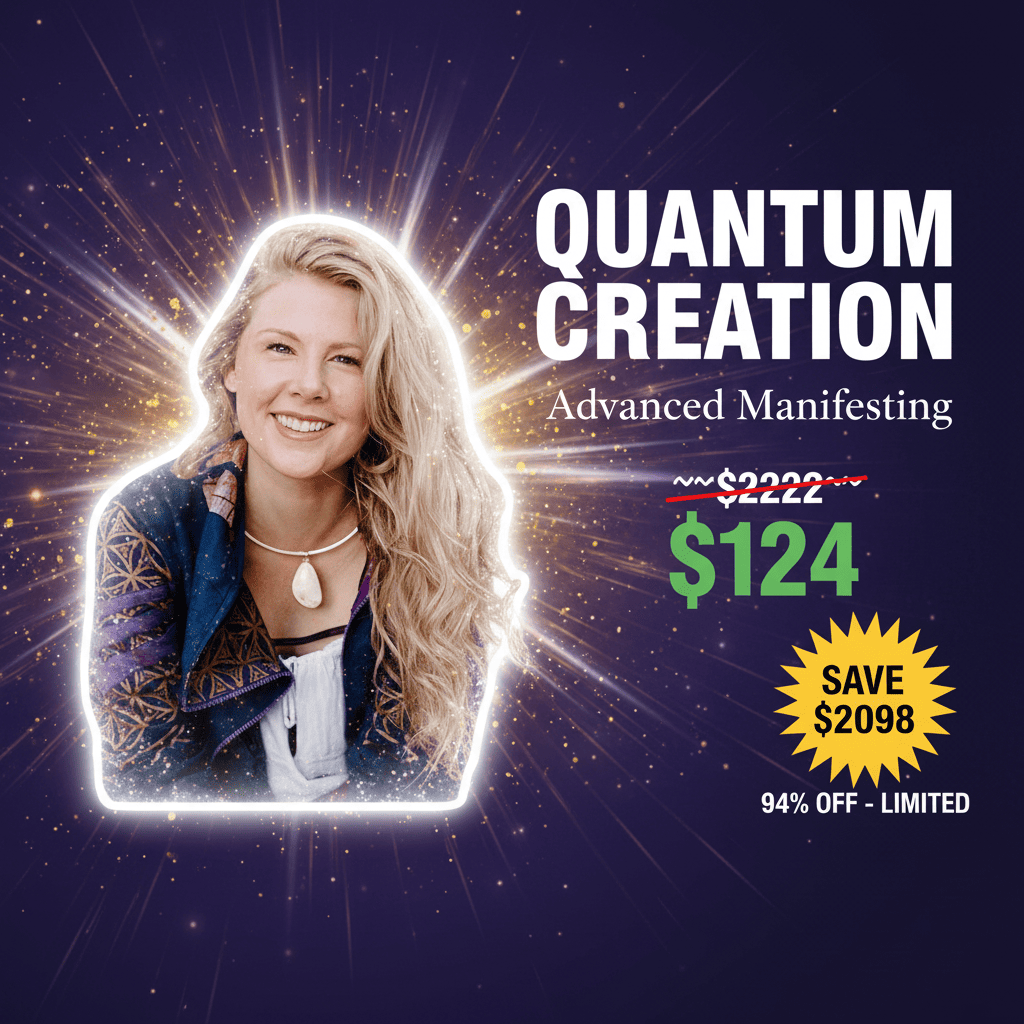 QUANTUM
CREATION
Advanced Manifesting
~~$2222~~
$124
SAVE
$2098
94% OFF - LIMITED